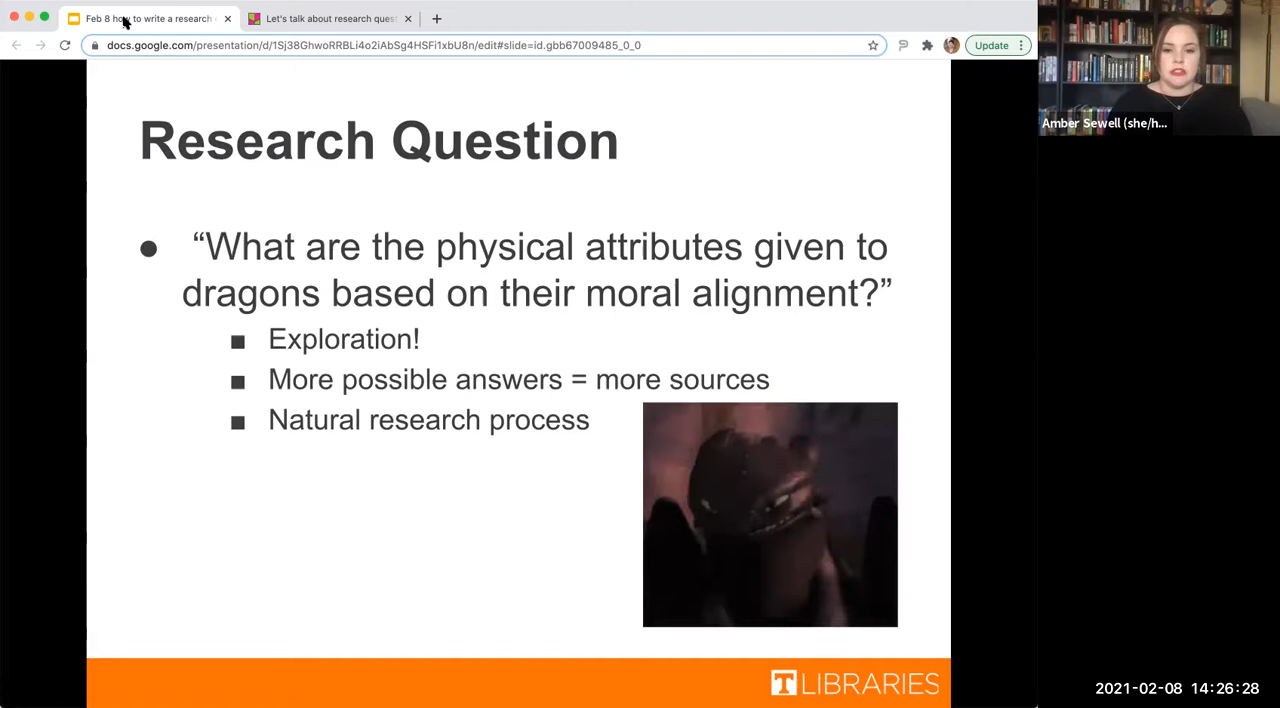 Feb 8 how to write a research
Let's talk about research quest
docs.google.com/presentation/d/1Sj38GhwoRRBLi4o2iAbSg4HSFi1xbU8n/edit#slide=id.gbb67009485_0_0
Update
Amber Sewell (she/h...
Research Question
● “What are the physical attributes given to
dragons based on their moral alignment?”
■ Exploration!
■ More possible answers = more sources
■ Natural research process
T LIBRARIES
2021-02-08 14:26:28